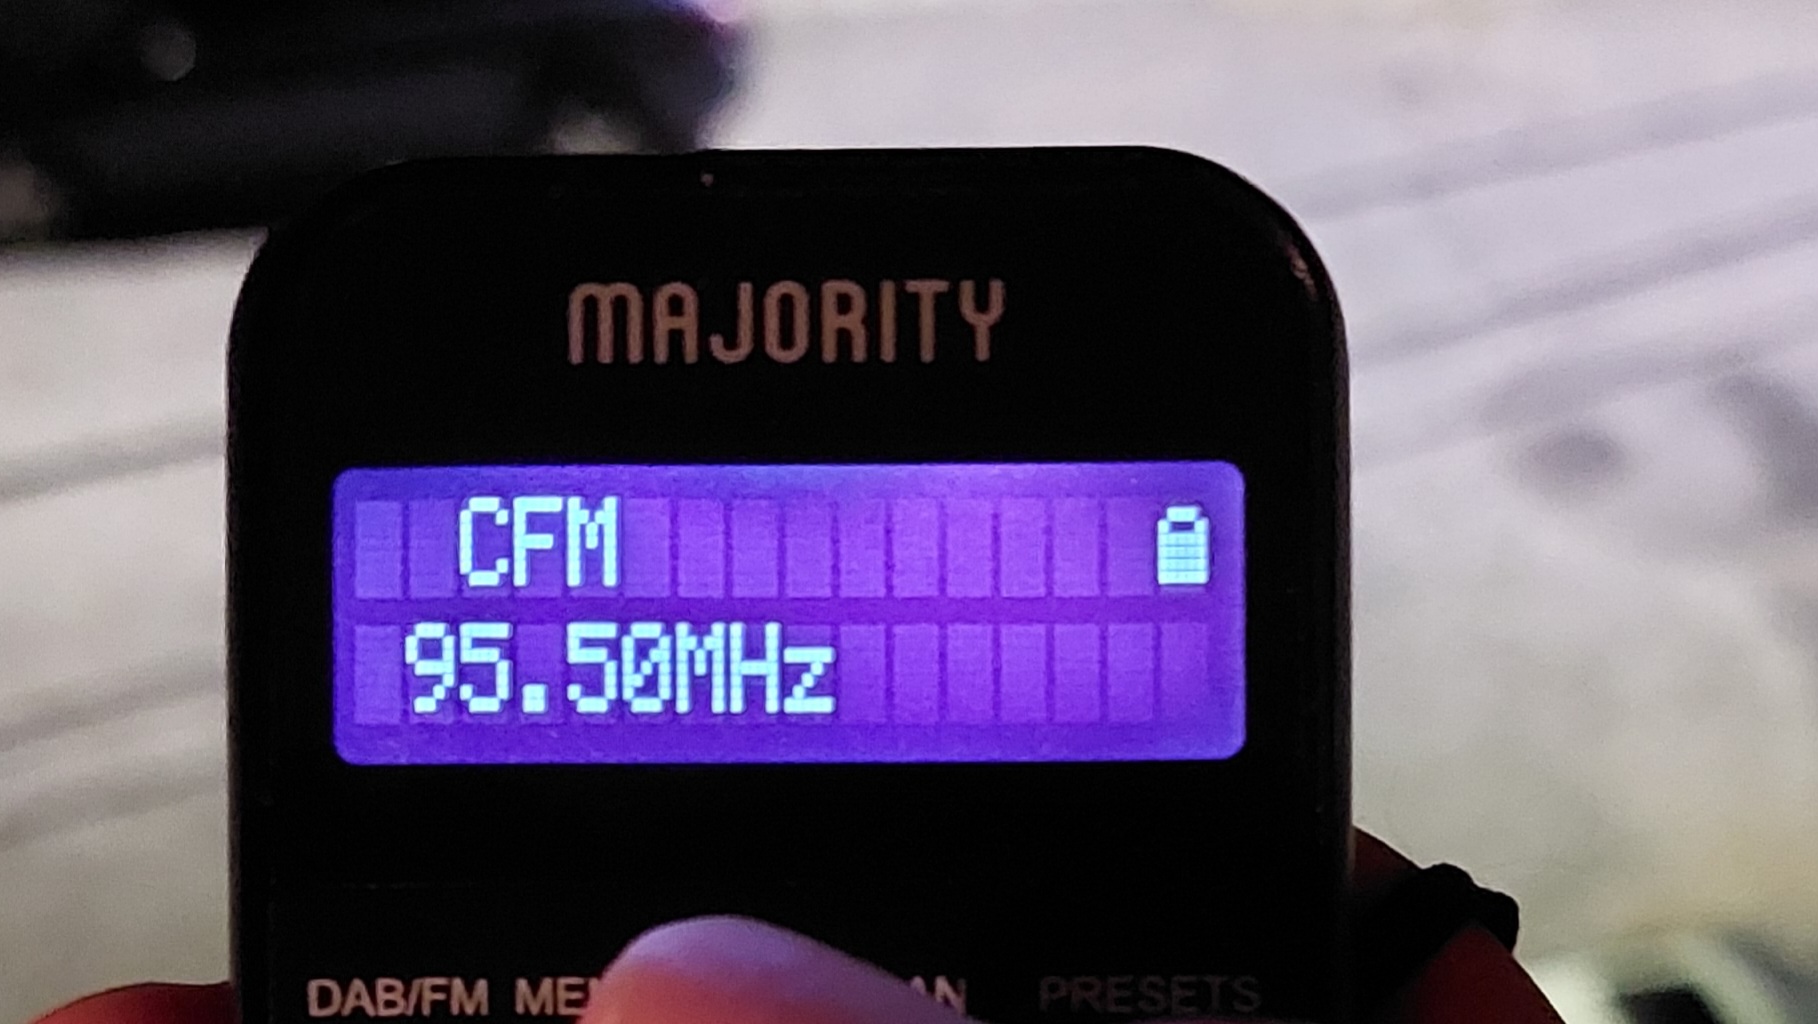 MAJORITY
CFM
95.50MHz
DAB/FM PRESETS